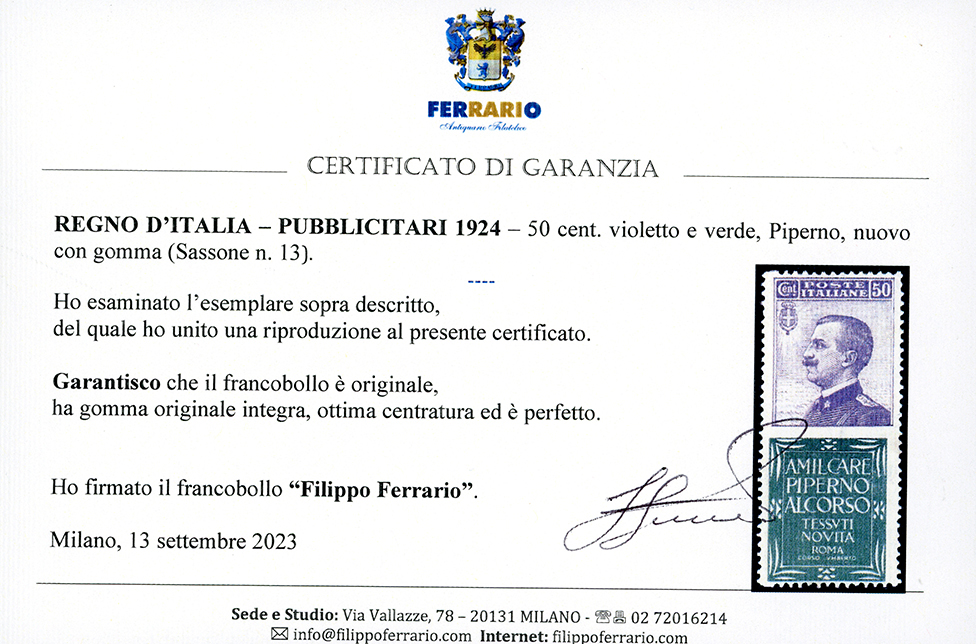 FERRARIO
Antiquario Filatelico
CERTIFICATO DI GARANZIA
REGNO D’ITALIA – PUBBLICITARI 1924 – 50 cent. violetto e verde, Piperno, nuovo
con gomma (Sassone n. 13).
----
Ho esaminato l’esemplare sopra descritto,
del quale ho unito una riproduzione al presente certificato.
Garantisco che il francobollo è originale,
ha gomma originale integra, ottima centratura ed è perfetto.
Ho firmato il francobollo “Filippo Ferrario”.
Milano, 13 settembre 2023
Cent. POSTE 50
ITALIANE
AMILCARE
PIPERNO
ALCORSO
TESSVTI
NOVITA
ROMA
CORSO VMBERTO
Sede e Studio: Via Vallazze, 78 – 20131 MILANO - 02 72016214
info@filippoferrario.com Internet: filippoferrario.com